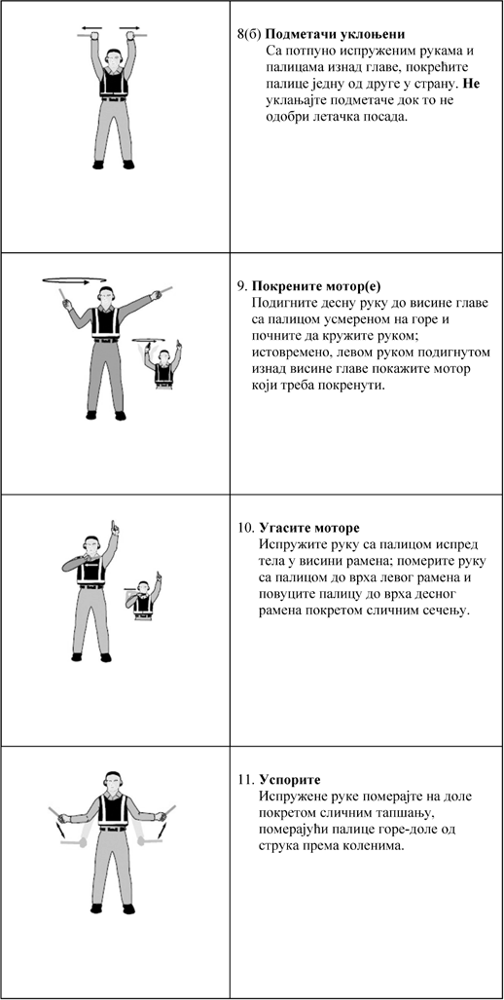 8(б) Подметачи уклоњени
Са потпуно испруженим рукама и
палицама изнад главе, покрећите
палице једну од друге у страну. Не
уклањајте подметаче док то не
одобри летачка посада.
9. Покрените мотор(е)
Подигните десну руку до висине главе
са палицом усмереном на горе и
почните да кружите руком;
истовремено, левом руком подигнутом
изнад висине главе покажите мотор
који треба покренути.
10. Угасите моторе
Испружите руку са палицом испред
тела у висини рамена; померите руку
са палицом до врха левог рамена и
повуците палицу до врха десног
рамена покретом сличним сечењу.
11. Успорите
Испружене руке померајте на доле
покретом сличним тапшању,
померајући палице горе-доле од
струка према коленима.